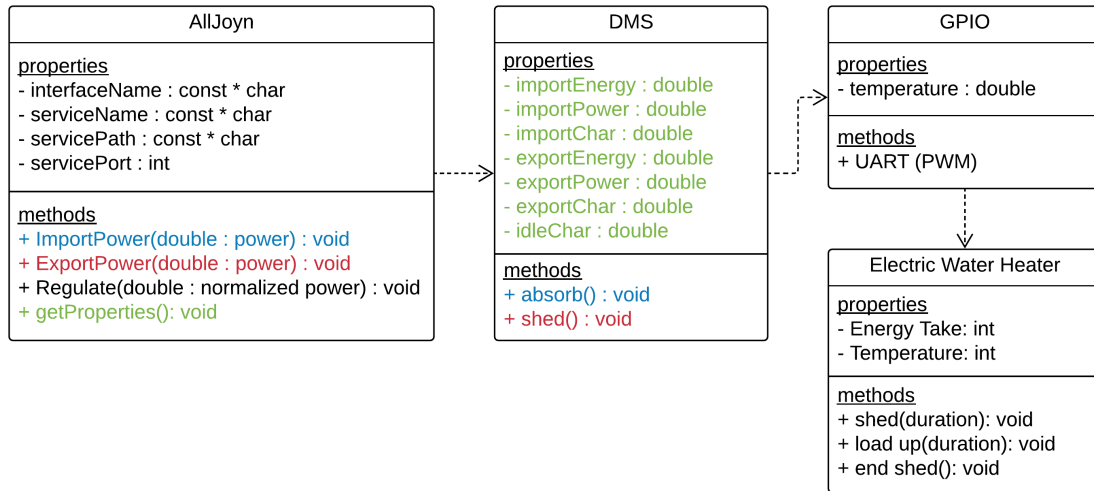 AllJoyn
properties
- interfaceName : const * char
- serviceName : const * char
- servicePath : const * char
- servicePort : int
methods
+ ImportPower(double : power) : void
+ ExportPower(double : power) : void
+ Regulate(double : normalized power) : void
+ getProperties(): void
DMS
properties
- importEnergy : double
- importPower : double
- importChar : double
- exportEnergy : double
- exportPower : double
- exportChar : double
- idleChar : double
methods
+ absorb() : void
+ shed() : void
GPIO
properties
- temperature : double
methods
+ UART (PWM)
Electric Water Heater
properties
- Energy Take: int
- Temperature: int
methods
+ shed(duration): void
+ load up(duration): void
+ end shed(): void